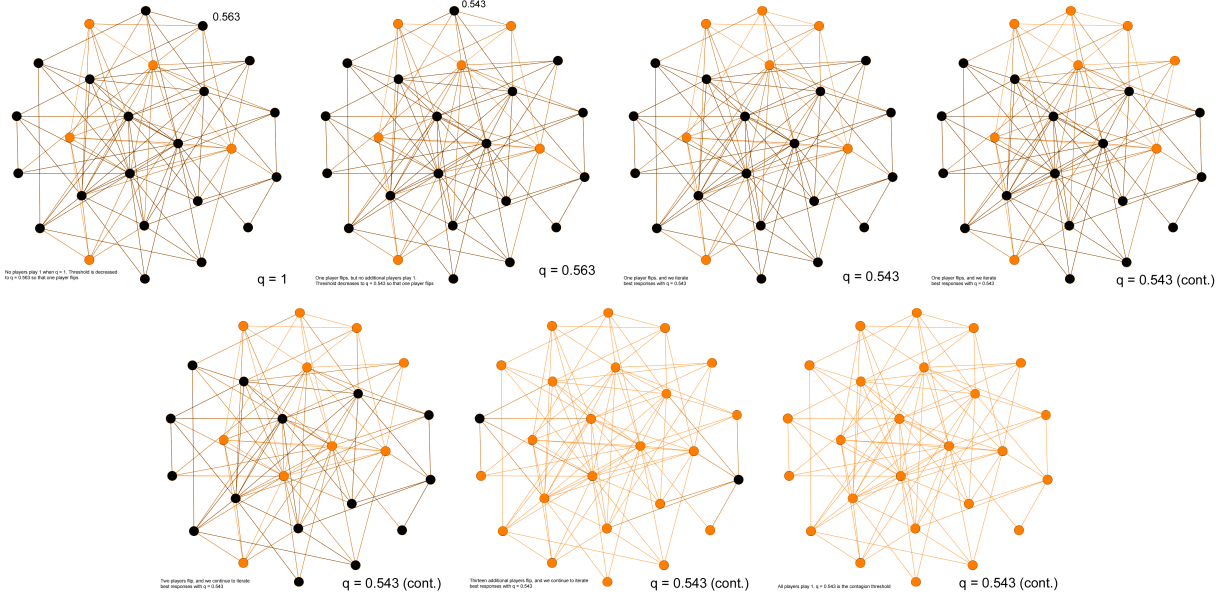 0.563
No players play 1 when q = 1. Threshold is decreased
to q = 0.563 so that one player flips
q = 1
0.543
One player flips, but no additional players play 1.
Threshold decreases to q = 0.543 so that one player flips
q = 0.563
One player flips, and we iterate
best responses with q = 0.543
q = 0.543
One player flips, and we iterate
best responses with q = 0.543
q = 0.543 (cont.)
Two players flip, and we continue to iterate
best responses with q = 0.543
q = 0.543 (cont.)
Thirteen additional players flip, and we continue to iterate
best responses with q = 0.543
q = 0.543 (cont.)
All players play 1, q = 0.543 is the contagion threshold
q = 0.543 (cont.)